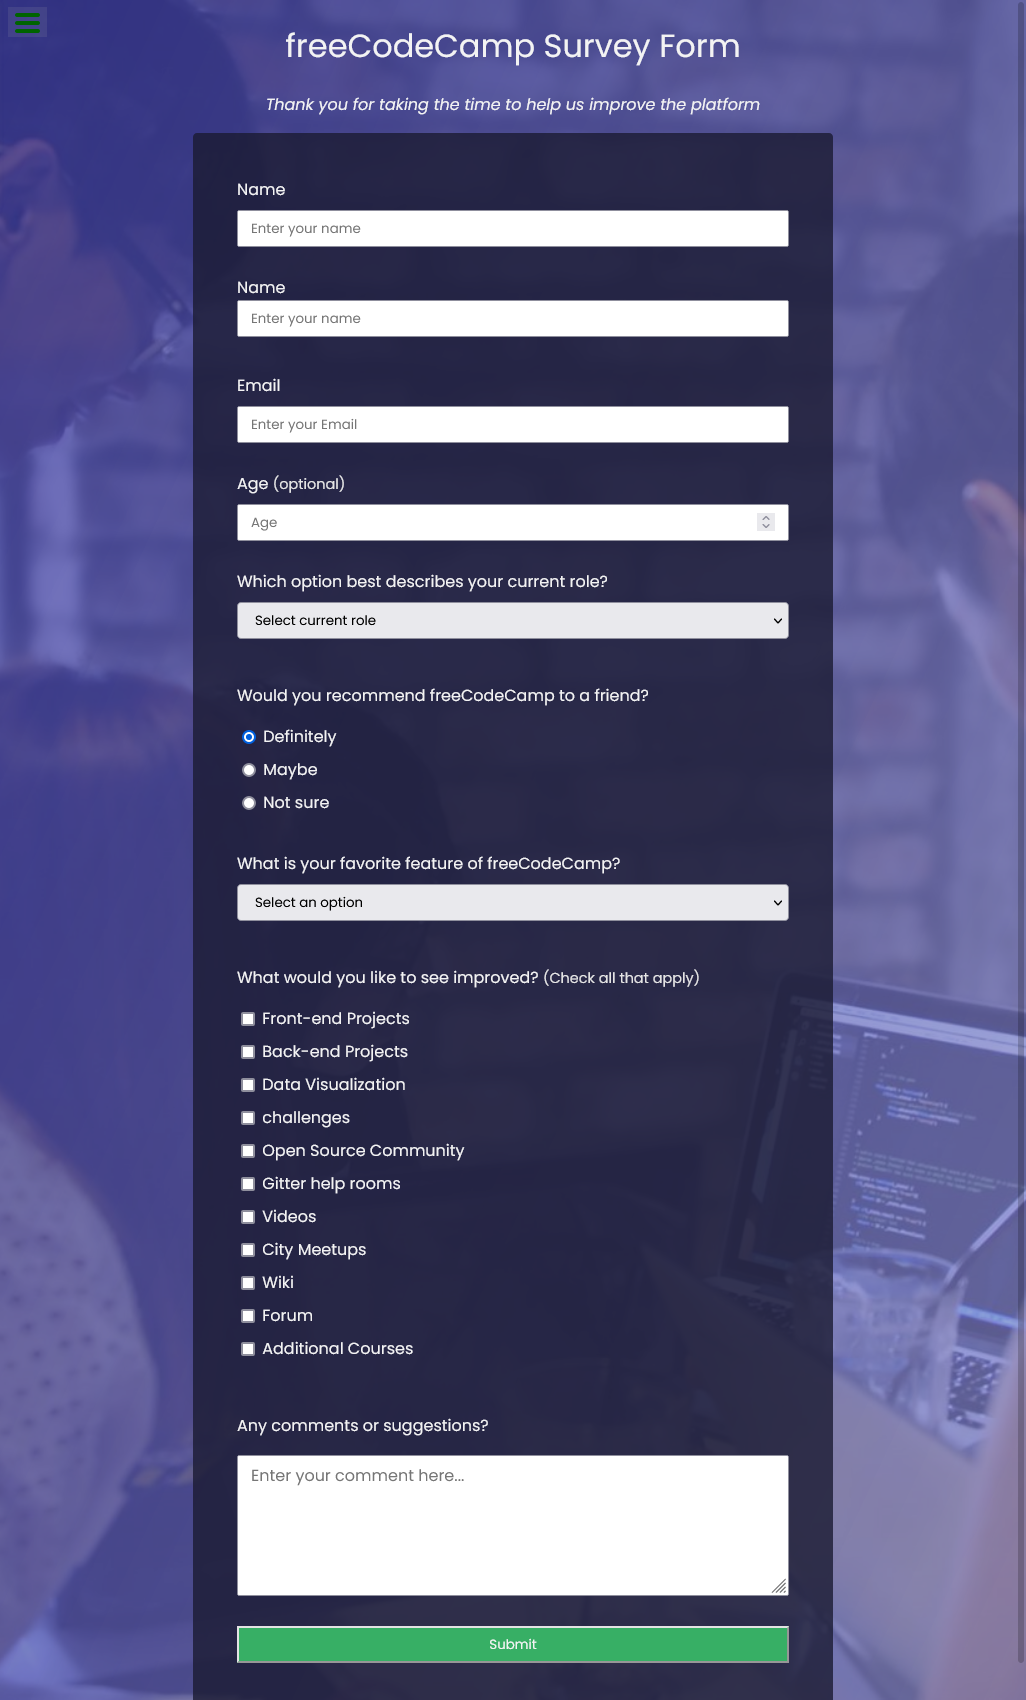 freeCodeCamp Survey Form
Thank you for taking the time to help us improve the platform
Name
Enter your name
Name
Enter your name
Email
Enter your Email
Age (optional)
Age
Which option best describes your current role?
Select current role
Would you recommend freeCodeCamp to a friend?
Definitely
Maybe
Not sure
What is your favorite feature of freeCodeCamp?
Select an option
What would you like to see improved? (Check all that apply)
Front-end Projects
Back-end Projects
Data Visualization
challenges
Open Source Community
Gitter help rooms
Videos
City Meetups
Wiki
Forum
Additional Courses
Any comments or suggestions?
Enter your comment here...
Submit